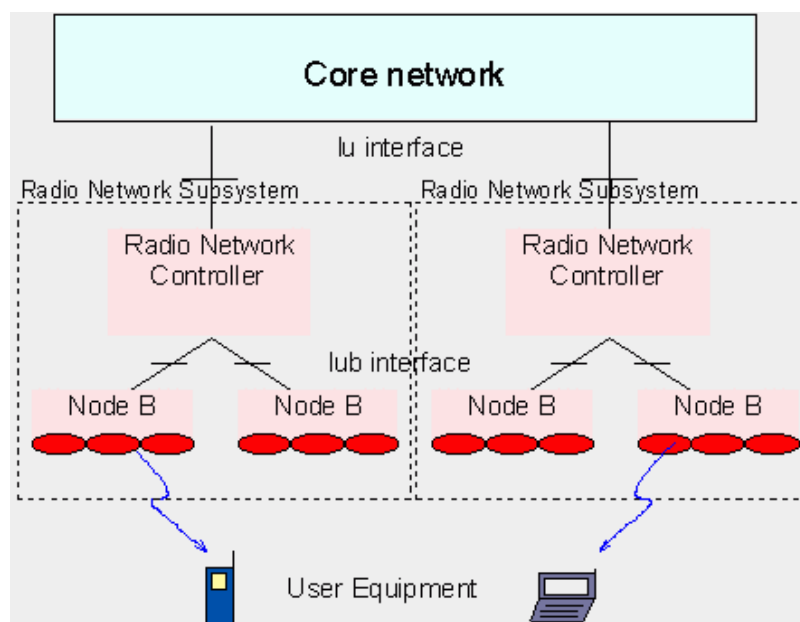 Core network
Iu interface
Radio Network Subsystem
Radio Network Subsystem
Radio Network
Controller
Radio Network
Controller
Iub interface
Node B
Node B
Node B
Node B
User Equipment